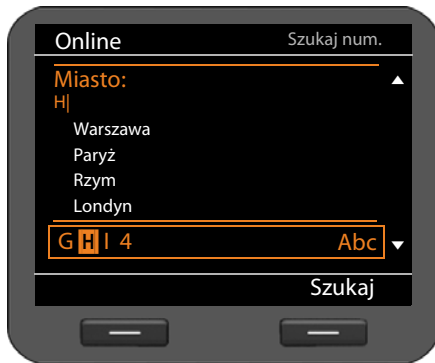 Online Szukaj num.
Miasto:
H|
Warszawa
Paryż
Rzym
Londyn
G H I 4 Abc
Szukaj